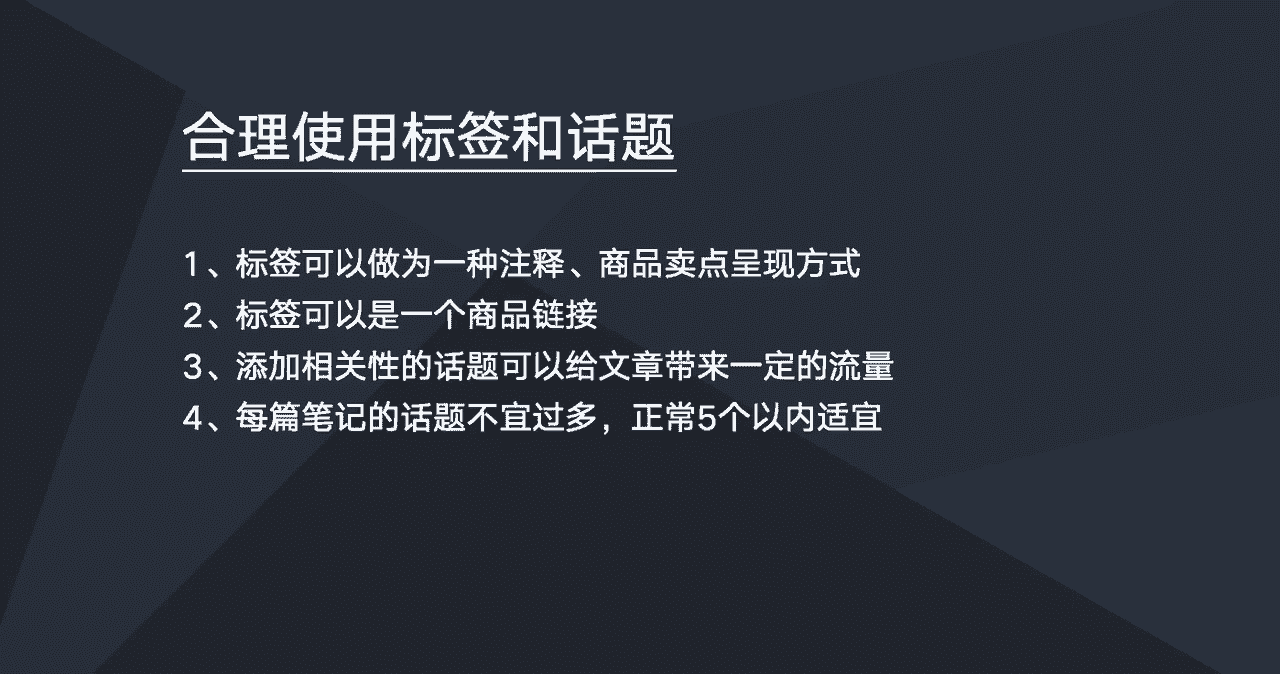 合理使用标签和话题
1、标签可以做为一种注释、商品卖点呈现方式
2、标签可以是一个商品链接
3、添加相关性的话题可以给文章带来一定的流量
4、每篇笔记的话题不宜过多，正常5个以内适宜